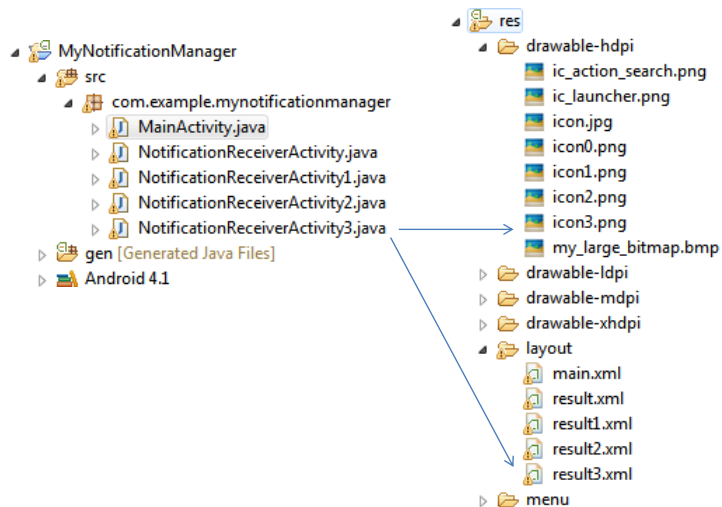 MyNotificationManager
src
com.example.mynotificationmanager
MainActivity.java
NotificationReceiverActivity.java
NotificationReceiverActivity1.java
NotificationReceiverActivity2.java
NotificationReceiverActivity3.java
gen [Generated Java Files]
Android 4.1
res
drawable-hdpi
ic_action_search.png
ic_launcher.png
icon.jpg
icon0.png
icon1.png
icon2.png
icon3.png
my_large_bitmap.bmp
drawable-ldpi
drawable-mdpi
drawable-xhdpi
layout
main.xml
result.xml
result1.xml
result2.xml
result3.xml
menu